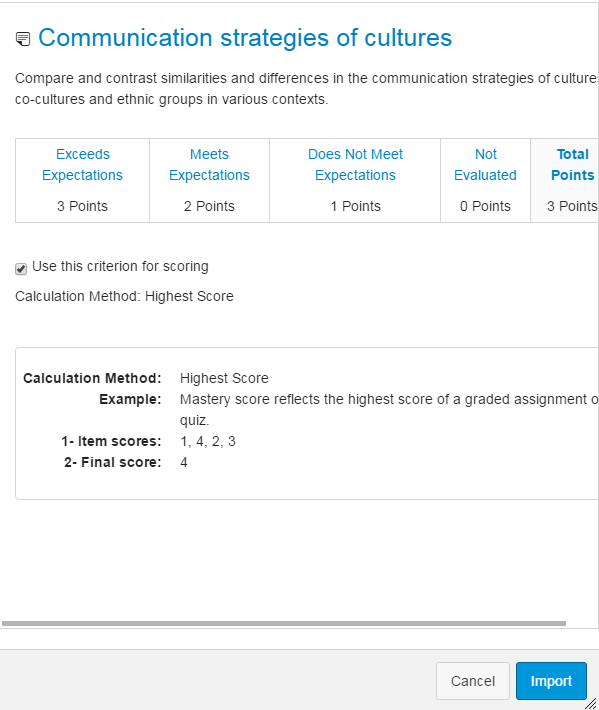 Communication strategies of cultures
Compare and contrast similarities and differences in the communication strategies of culture
co-cultures and ethnic groups in various contexts.
Exceeds Expectations Meets Expectations Does Not Meet Expectations Not Evaluated Total Points
3 Points 2 Points 1 Points 0 Points 3 Points
Use this criterion for scoring
Calculation Method: Highest Score
Calculation Method: Highest Score
Example: Mastery score reflects the highest score of a graded assignment o
quiz.
1- Item scores: 1, 4, 2, 3
2- Final score: 4
Cancel Import